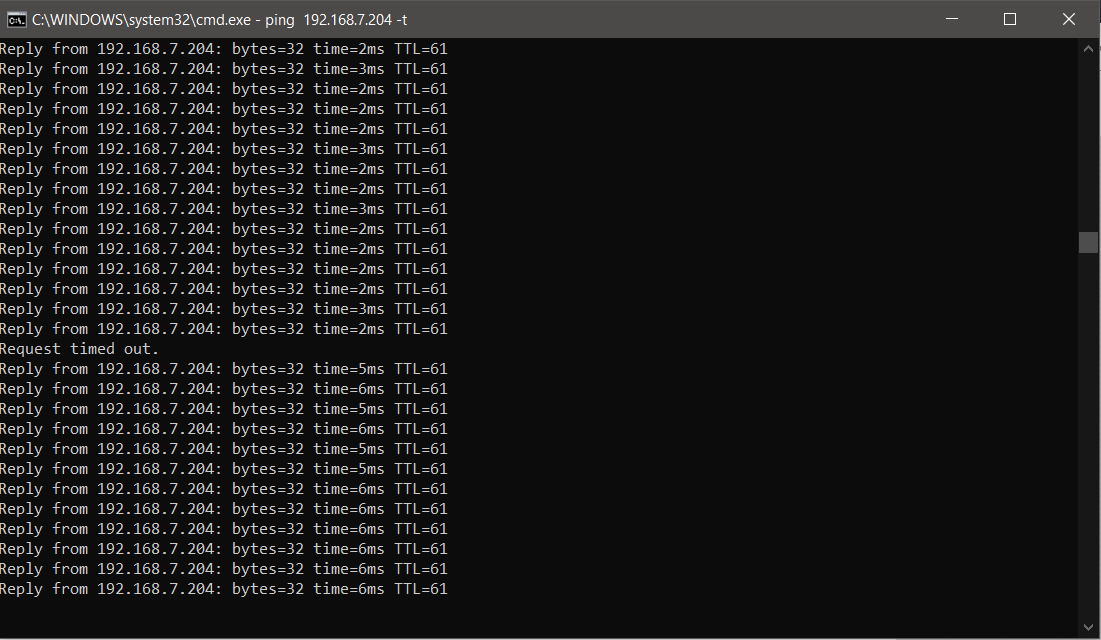 C:\WINDOWS\system32\cmd.exe - ping  192.168.7.204 -t
Reply from 192.168.7.204: bytes=32 time=2ms TTL=61
Reply from 192.168.7.204: bytes=32 time=3ms TTL=61
Reply from 192.168.7.204: bytes=32 time=2ms TTL=61
Reply from 192.168.7.204: bytes=32 time=2ms TTL=61
Reply from 192.168.7.204: bytes=32 time=2ms TTL=61
Reply from 192.168.7.204: bytes=32 time=3ms TTL=61
Reply from 192.168.7.204: bytes=32 time=2ms TTL=61
Reply from 192.168.7.204: bytes=32 time=2ms TTL=61
Reply from 192.168.7.204: bytes=32 time=3ms TTL=61
Reply from 192.168.7.204: bytes=32 time=2ms TTL=61
Reply from 192.168.7.204: bytes=32 time=2ms TTL=61
Reply from 192.168.7.204: bytes=32 time=2ms TTL=61
Reply from 192.168.7.204: bytes=32 time=2ms TTL=61
Reply from 192.168.7.204: bytes=32 time=3ms TTL=61
Reply from 192.168.7.204: bytes=32 time=2ms TTL=61
Request timed out.
Reply from 192.168.7.204: bytes=32 time=5ms TTL=61
Reply from 192.168.7.204: bytes=32 time=6ms TTL=61
Reply from 192.168.7.204: bytes=32 time=5ms TTL=61
Reply from 192.168.7.204: bytes=32 time=6ms TTL=61
Reply from 192.168.7.204: bytes=32 time=5ms TTL=61
Reply from 192.168.7.204: bytes=32 time=5ms TTL=61
Reply from 192.168.7.204: bytes=32 time=6ms TTL=61
Reply from 192.168.7.204: bytes=32 time=6ms TTL=61
Reply from 192.168.7.204: bytes=32 time=6ms TTL=61
Reply from 192.168.7.204: bytes=32 time=6ms TTL=61
Reply from 192.168.7.204: bytes=32 time=6ms TTL=61
Reply from 192.168.7.204: bytes=32 time=6ms TTL=61